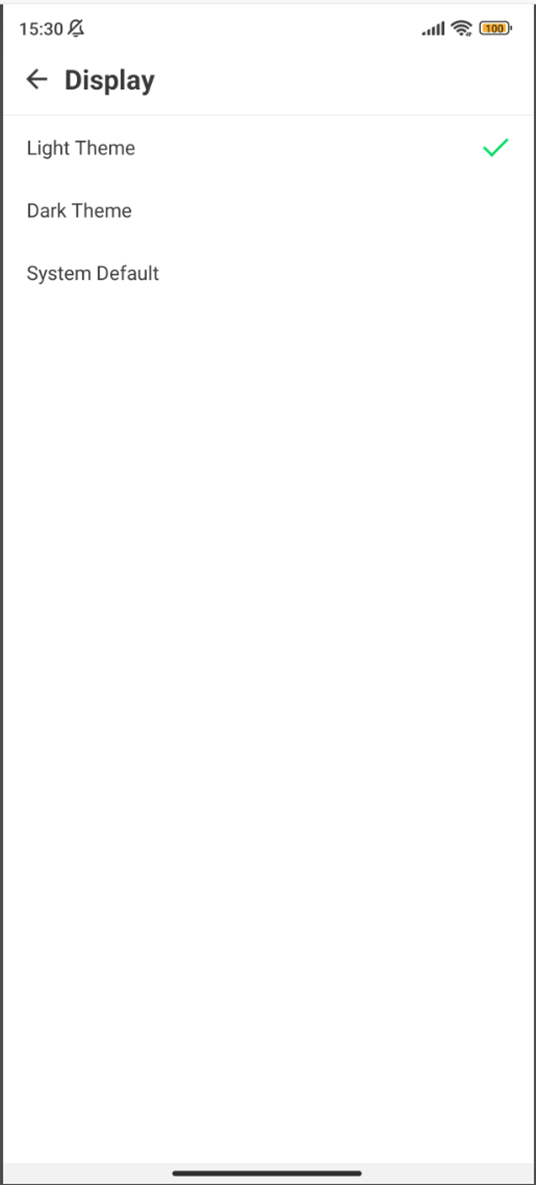 15:30 100
Display
Light Theme
Dark Theme
System Default